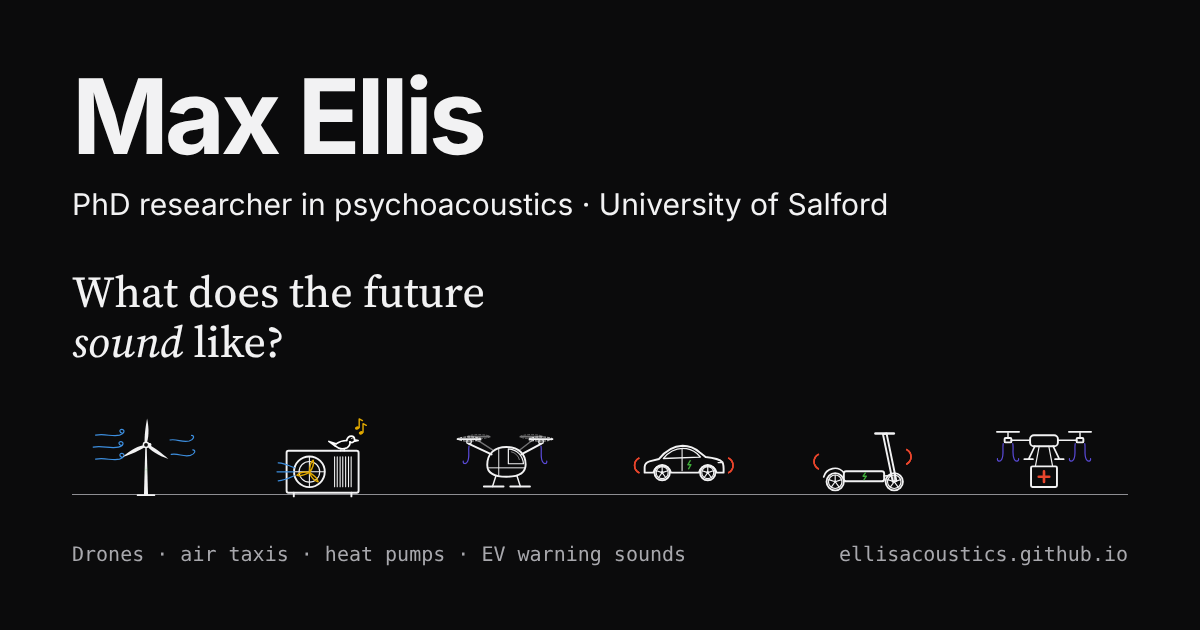 Max Ellis
PhD researcher in psychoacoustics · University of Salford
What does the future
sound like?
Drones · air taxis · heat pumps · EV warning sounds
ellisacoustics.github.io